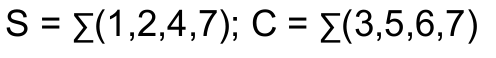 S = ∑(1,2,4,7); C = ∑(3,5,6,7)